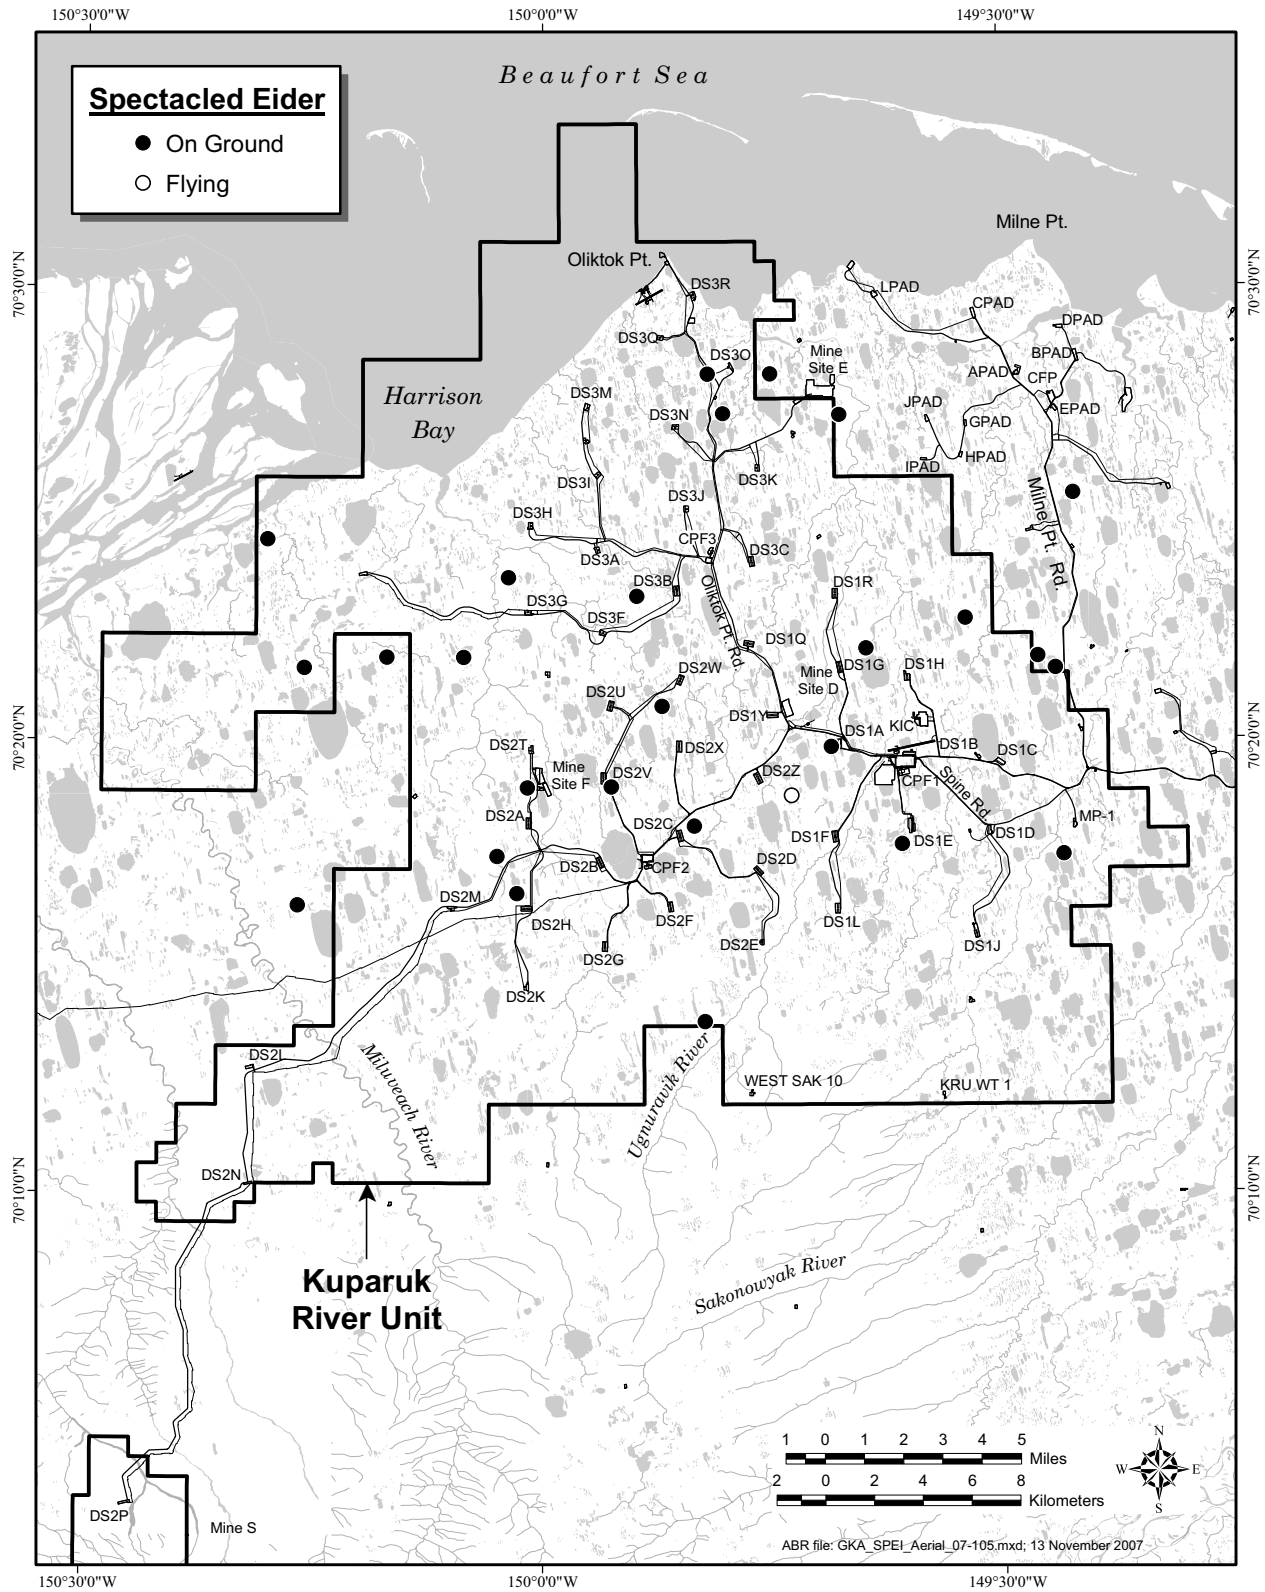 150°30'0"W
150°0'0"W
149°30'0"W
Beaufort Sea
Spectacled Eider
On Ground
Flying
Milne Pt.
Oliktok Pt.
70°30'0"N
70°30'0"N
DS3R
LPAD
CPAD
DPAD
DS3Q
DS3O
Mine
Site E
BPAD
APAD
CFP
Harrison
Bay
DS3M
DS3N
JPAD
EPAD
GPAD
IPAD
HPAD
DS3I
DS3K
DS3J
DS3H
Milne Pt. Rd.
CPF3
DS3A
DS3C
DS3B
DS1R
DS3G
DS3F
Oliktok Pt. Rd.
DS1Q
Mine
Site D
DS1G
DS1H
DS2W
DS2U
DS1Y
KIC
70°20'0"N
70°20'0"N
DS2T
DS2X
DS1A
DS1B
DS1C
Mine
Site F
DS2V
DS2Z
CPF1
Spine Rd.
DS2A
DS2C
DS1F
DS1E
DS1D
MP-1
DS2B
CPF2
DS2D
DS2M
DS2H
DS2F
DS1L
DS2G
DS2E
DS1J
DS2K
DS2L
Miluveach River
Ugnuravik River
WEST SAK 10
KRU WT 1
DS2N
70°10'0"N
70°10'0"N
Kuparuk
River Unit
Sakonowyak River
1 0 1 2 3 4 5
Miles
2 0 2 4 6 8
Kilometers
N
W E
S
DS2P
Mine S
ABR file: GKA_SPEI_Aerial_07-105.mxd; 13 November 2007
150°30'0"W
150°0'0"W
149°30'0"W